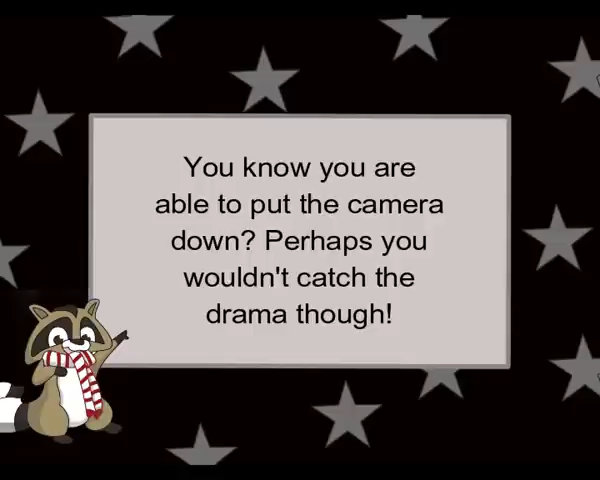 You know you are
able to put the camera
down? Perhaps you
wouldn't catch the
drama though!